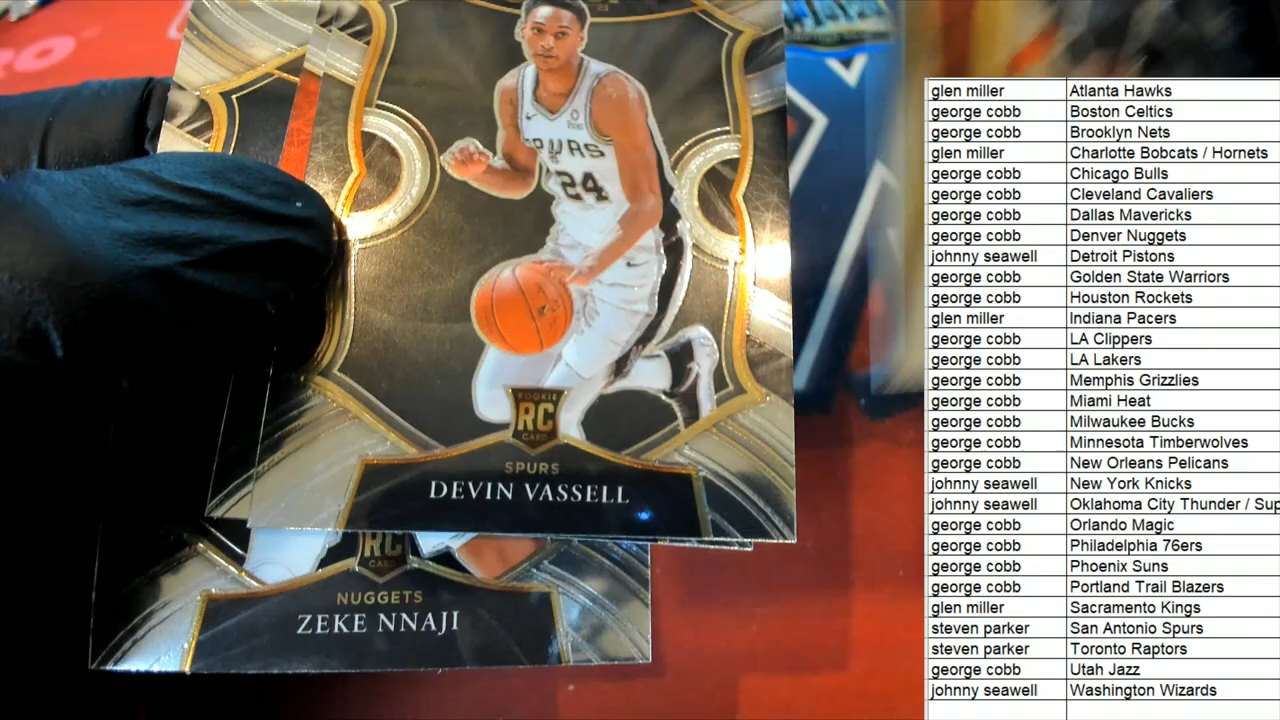 SPURS
24
ROOKIE
RC
CARD
SPURS
DEVIN VASSELL
RC
CARD
NUGGETS
ZEKE NNAJI
glen miller Atlanta Hawks
george cobb Boston Celtics
george cobb Brooklyn Nets
glen miller Charlotte Bobcats / Hornets
george cobb Chicago Bulls
george cobb Cleveland Cavaliers
george cobb Dallas Mavericks
george cobb Denver Nuggets
johnny seawell Detroit Pistons
george cobb Golden State Warriors
george cobb Houston Rockets
glen miller Indiana Pacers
george cobb LA Clippers
george cobb LA Lakers
george cobb Memphis Grizzlies
george cobb Miami Heat
george cobb Milwaukee Bucks
george cobb Minnesota Timberwolves
george cobb New Orleans Pelicans
johnny seawell New York Knicks
johnny seawell Oklahoma City Thunder / Sup
george cobb Orlando Magic
george cobb Philadelphia 76ers
george cobb Phoenix Suns
george cobb Portland Trail Blazers
glen miller Sacramento Kings
steven parker San Antonio Spurs
steven parker Toronto Raptors
george cobb Utah Jazz
johnny seawell Washington Wizards